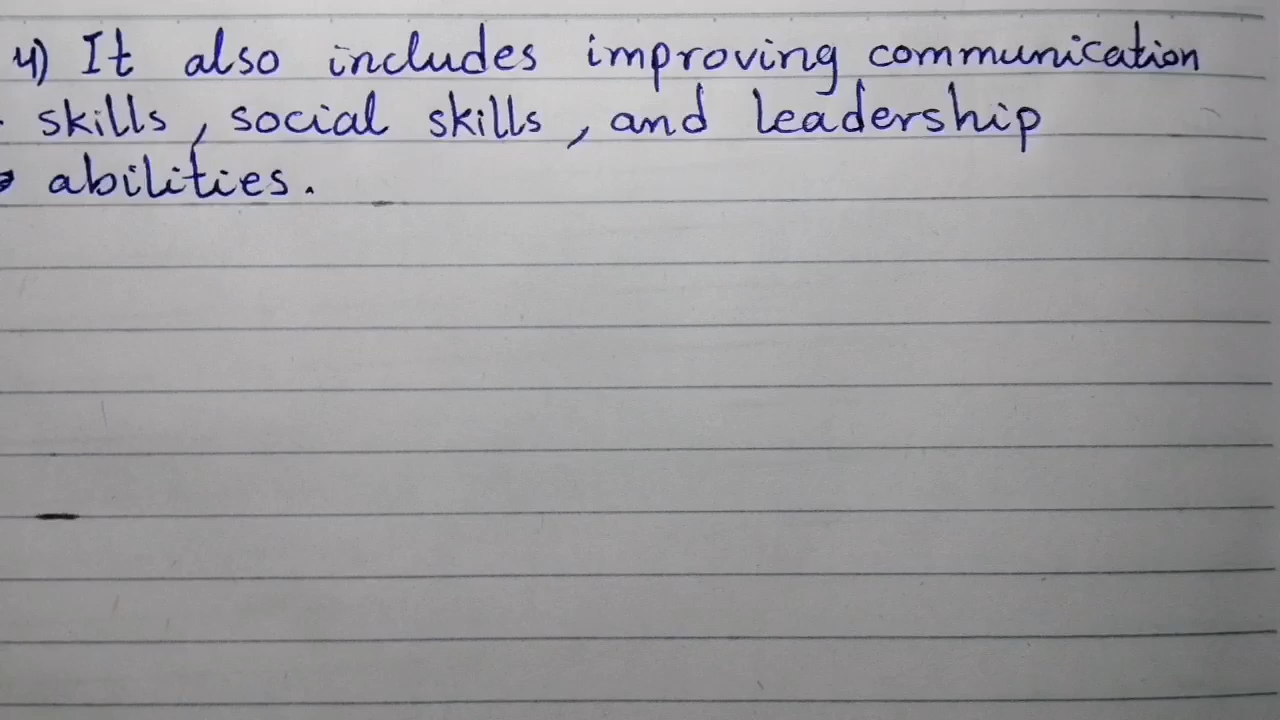 4) It also includes improving communication
skills, social skills, and leadership
abilities.